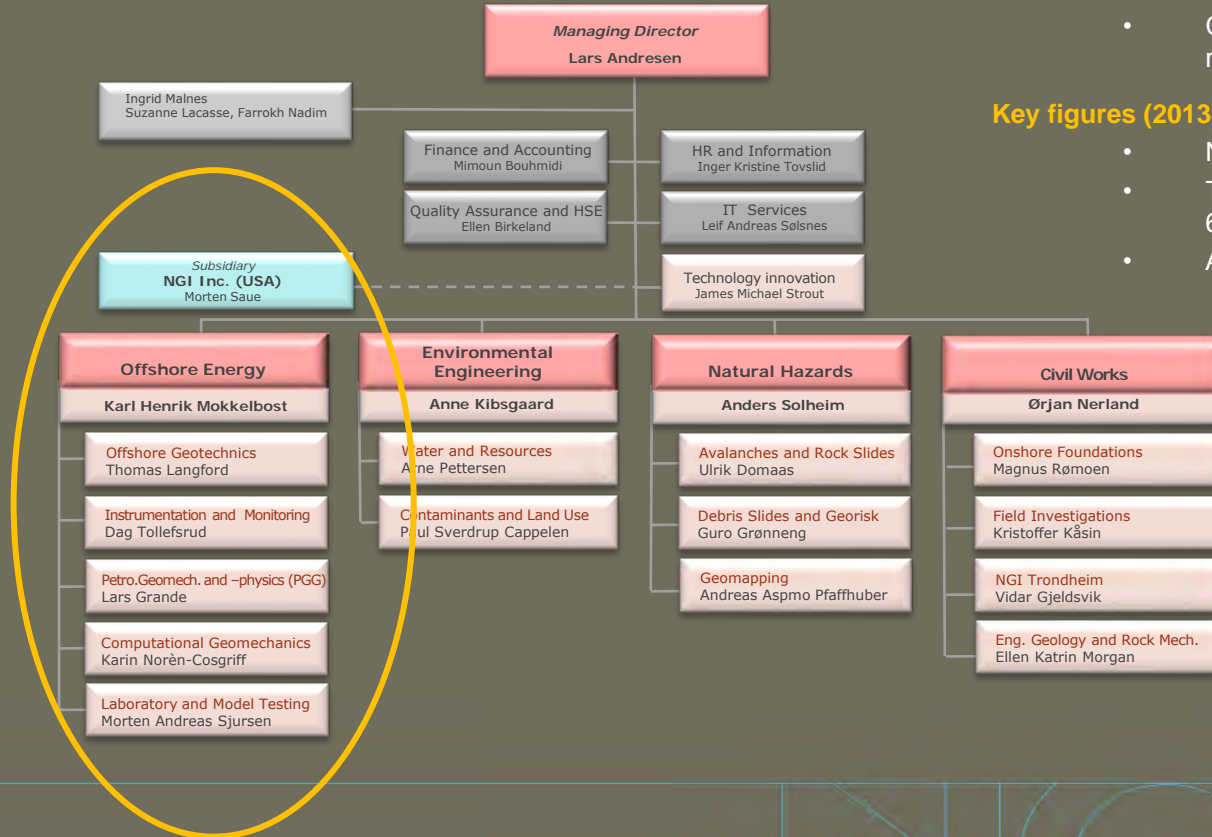 Managing Director
Lars Andresen
Ingrid Malnes
Suzanne Lacasse, Farrokh Nadim
Finance and Accounting
Mimoun Bouhmidi
HR and Information
Inger Kristine Tovslid
Quality Assurance and HSE
Ellen Birkeland
IT Services
Leif Andreas Sølsnes
Subsidiary
NGI Inc. (USA)
Morten Saue
Technology innovation
James Michael Strout
Offshore Energy
Karl Henrik Mokkelbost
Offshore Geotechnics
Thomas Langford
Instrumentation and Monitoring
Dag Tollefsrud
Petro.Geomech. and –physics (PGG)
Lars Grande
Computational Geomechanics
Karin Norèn-Cosgriff
Laboratory and Model Testing
Morten Andreas Sjursen
Environmental
Engineering
Anne Kibsgaard
Water and Resources
Arne Pettersen
Contaminants and Land Use
Paul Sverdrup Cappelen
Natural Hazards
Anders Solheim
Avalanches and Rock Slides
Ulrik Domaas
Debris Slides and Georisk
Guro Grønneng
Geomapping
Andreas Aspmo Pfaffhuber
Civil Works
Ørjan Nerland
Onshore Foundations
Magnus Rømoen
Field Investigations
Kristoffer Kåsin
NGI Trondheim
Vidar Gjeldsvik
Eng. Geology and Rock Mech.
Ellen Katrin Morgan
Key figures (2013